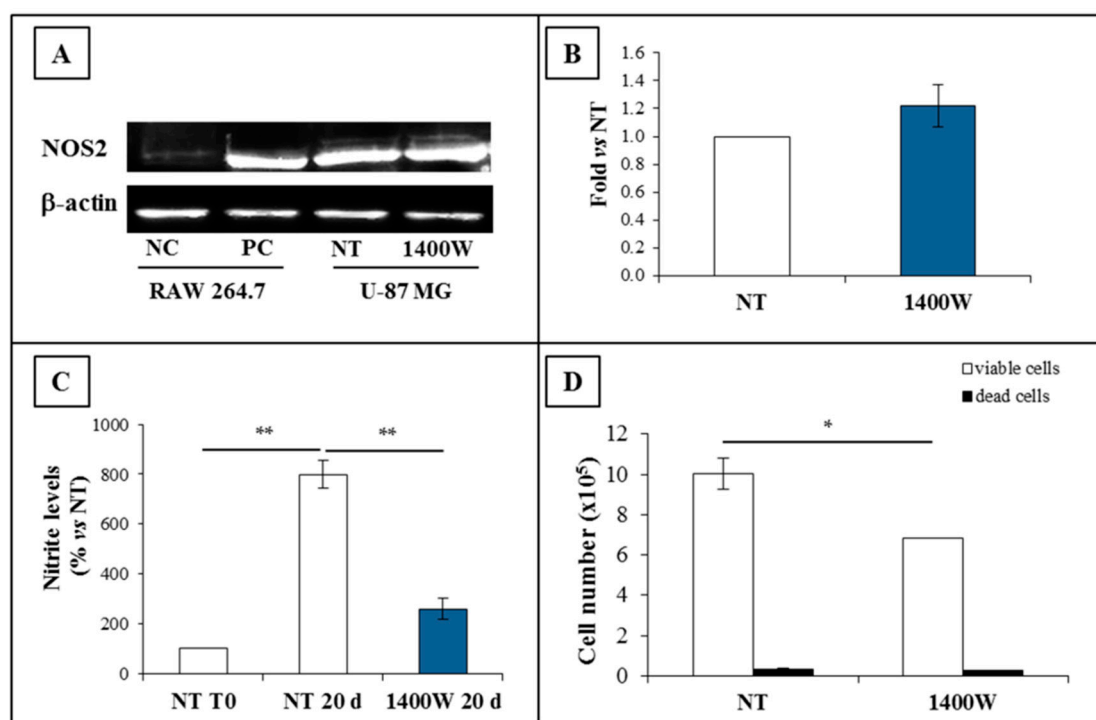 A
NOS2
β-actin
NC PC NT 1400W
RAW 264.7 U-87 MG
B
Fold vs NT
1.6
1.4
1.2
1.0
0.8
0.6
0.4
0.2
0.0
NT 1400W
C
Nitrite levels
(% vs NT)
1000
800
600
400
200
0
** **
NT T0 NT 20 d 1400W 20 d
D
viable cells
dead cells
Cell number (x10⁵)
12
10
8
6
4
2
0
*
NT 1400W